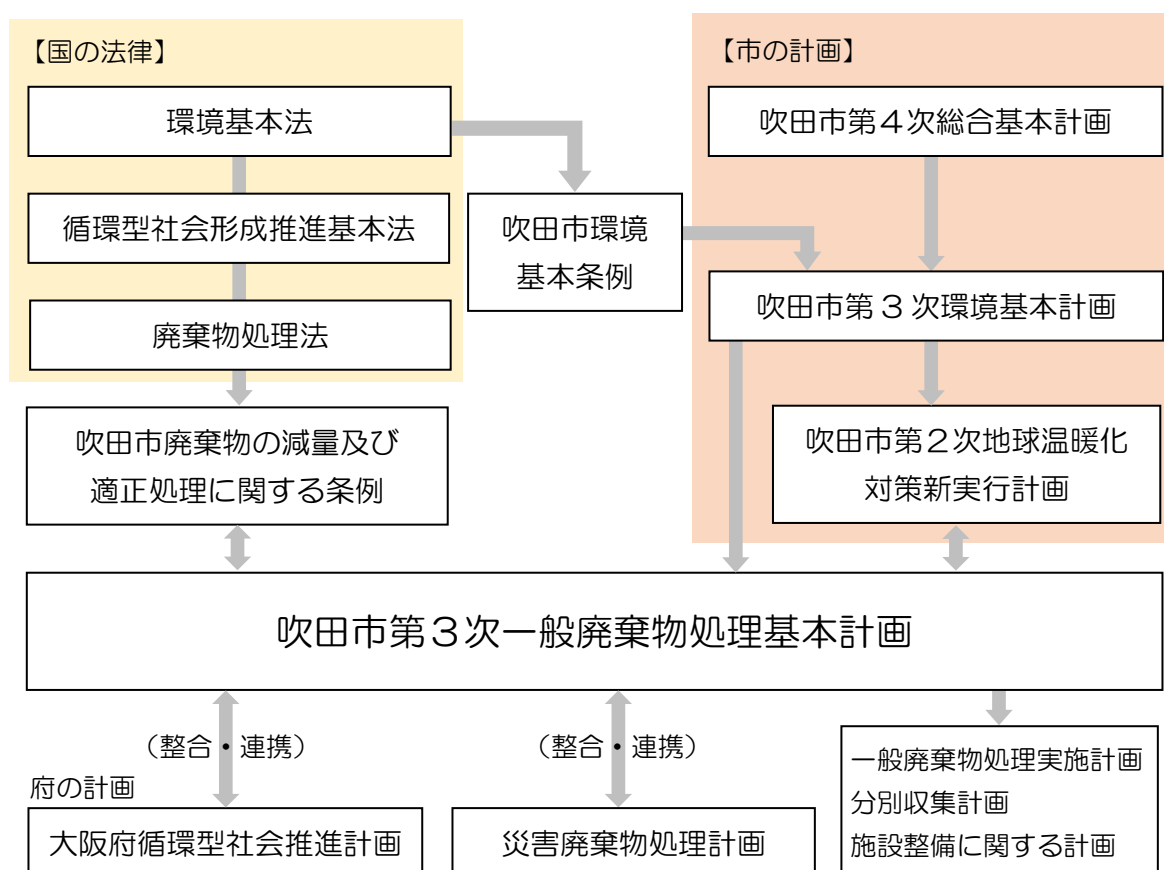 【国の法律】
環境基本法
循環型社会形成推進基本法
廃棄物処理法
吹田市環境
基本条例
【市の計画】
吹田市第4次総合基本計画
吹田市第3次環境基本計画
吹田市第2次地球温暖化
対策新実行計画
吹田市廃棄物の減量及び
適正処理に関する条例
吹田市第3次一般廃棄物処理基本計画
（整合・連携）
（整合・連携）
府の計画
大阪府循環型社会推進計画
災害廃棄物処理計画
一般廃棄物処理実施計画
分別収集計画
施設整備に関する計画